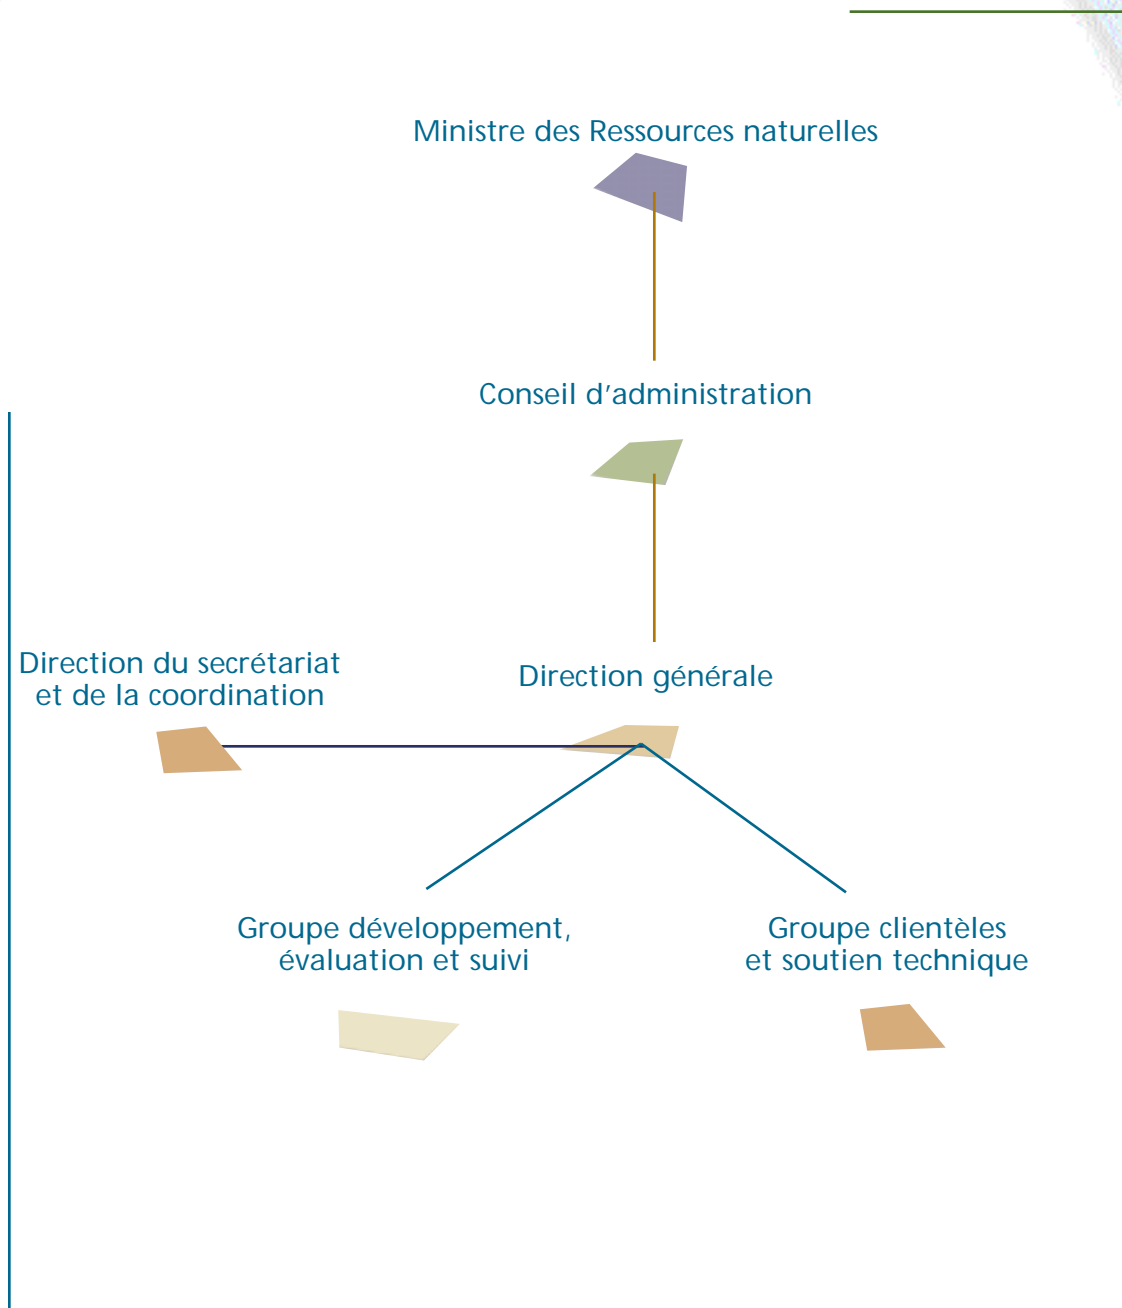 Ministre des Ressources naturelles
Conseil d'administration
Direction du secrétariat
et de la coordination
Direction générale
Groupe développement,
évaluation et suivi
Groupe clientèles
et soutien technique